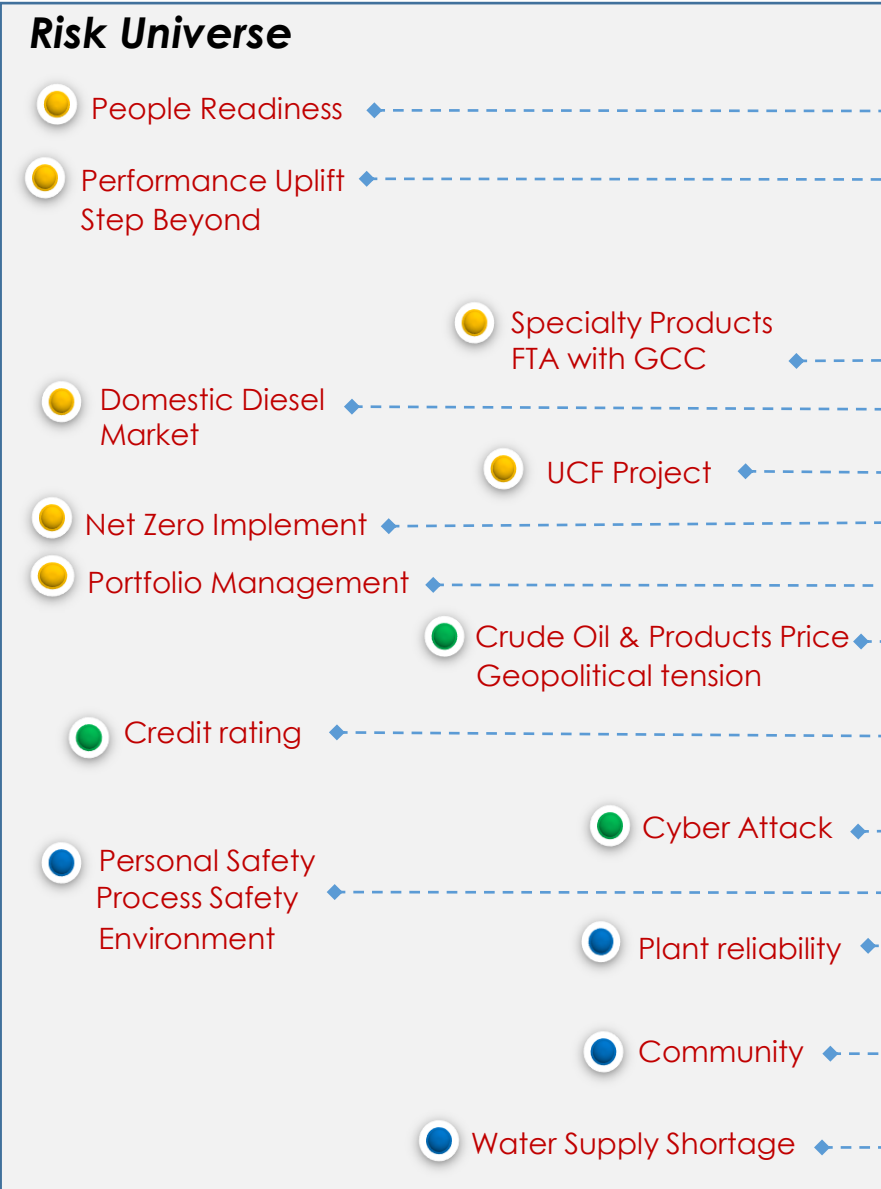 Risk Universe
People Readiness
Performance Uplift
Step Beyond
Specialty Products
FTA with GCC
Domestic Diesel
Market
UCF Project
Net Zero Implement
Portfolio Management
Crude Oil & Products Price
Geopolitical tension
Credit rating
Cyber Attack
Personal Safety
Process Safety
Environment
Plant reliability
Community
Water Supply Shortage